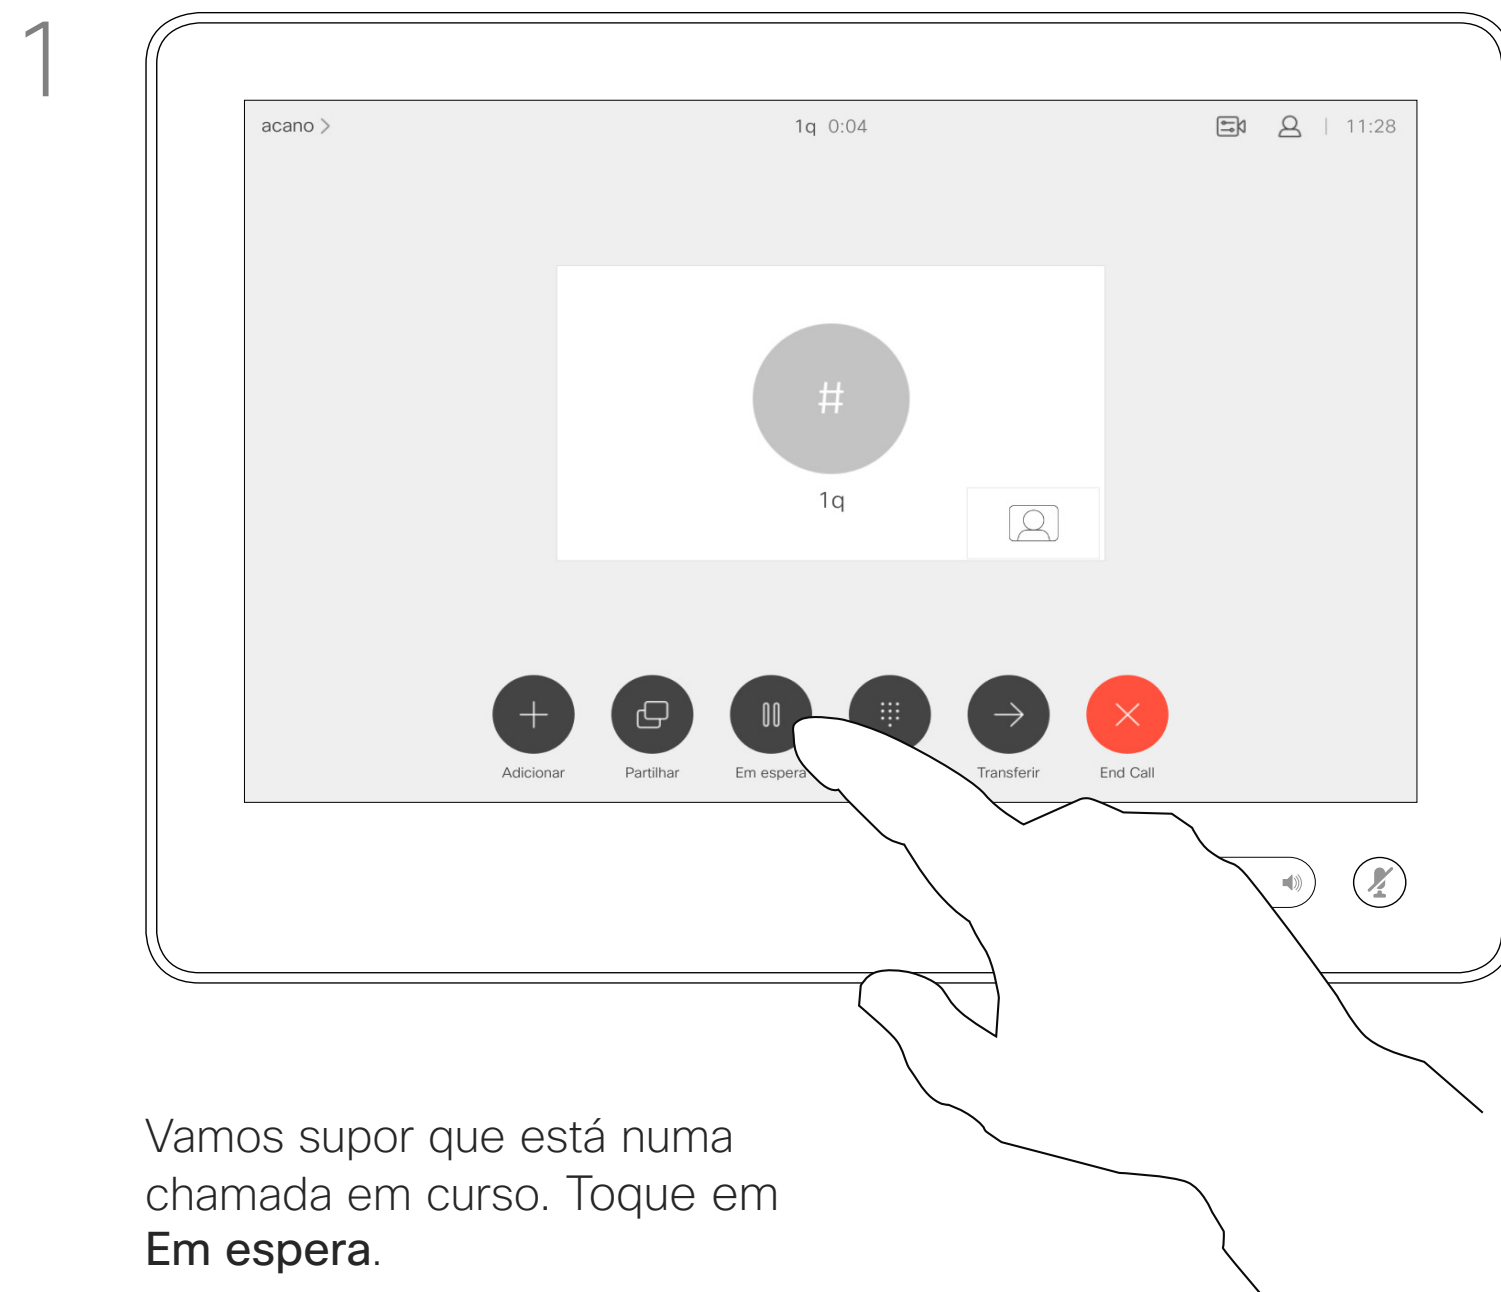 1
acano 1q 0:04 11:28
#
1q
Adicionar Partilhar Em espera Transferir End Call
Vamos supor que está numa
chamada em curso. Toque em
Em espera.